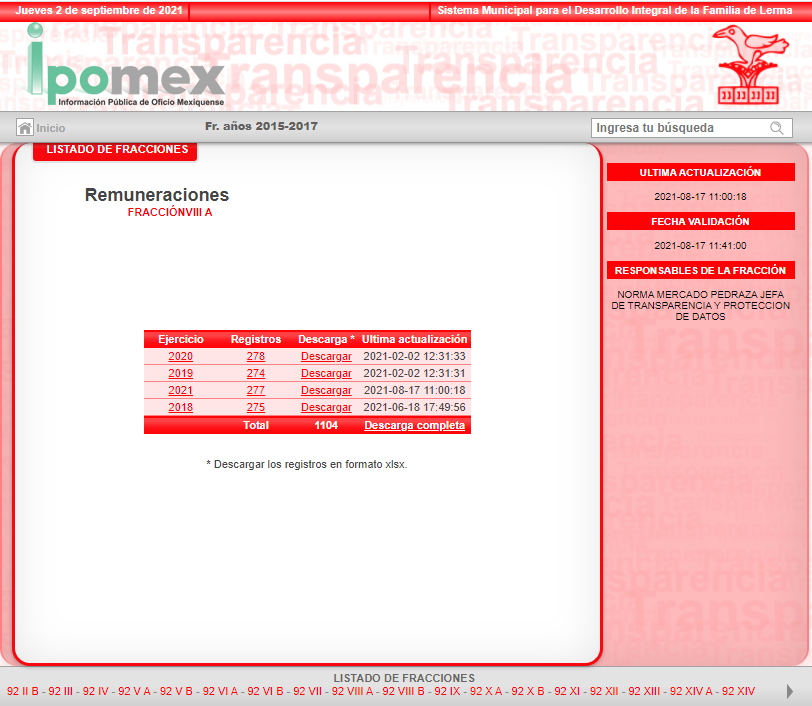 Jueves 2 de septiembre de 2021
Sistema Municipal para el Desarrollo Integral de la Familia de Lerma
Transparencia
ipomex
Información Pública de Oficio Mexiquense
Inicio
Fr. años 2015-2017
Ingresa tu búsqueda
LISTADO DE FRACCIONES
Remuneraciones
FRACCIÓNVIII A
Ejercicio Registros Descarga * Ultima actualización
2020 278 Descargar 2021-02-02 12:31:33
2019 274 Descargar 2021-02-02 12:31:31
2021 277 Descargar 2021-08-17 11:00:18
2018 275 Descargar 2021-06-18 17:49:56
Total 1104 Descarga completa
* Descargar los registros en formato xlsx.
ULTIMA ACTUALIZACIÓN
2021-08-17 11:00:18
FECHA VALIDACIÓN
2021-08-17 11:41:00
RESPONSABLES DE LA FRACCIÓN
NORMA MERCADO PEDRAZA JEFA
DE TRANSPARENCIA Y PROTECCION
DE DATOS
LISTADO DE FRACCIONES
92 II B - 92 III - 92 IV - 92 V A - 92 V B - 92 VI A - 92 VI B - 92 VII - 92 VIII A - 92 VIII B - 92 IX - 92 X A - 92 X B - 92 XI - 92 XII - 92 XIII - 92 XIV A - 92 XIV